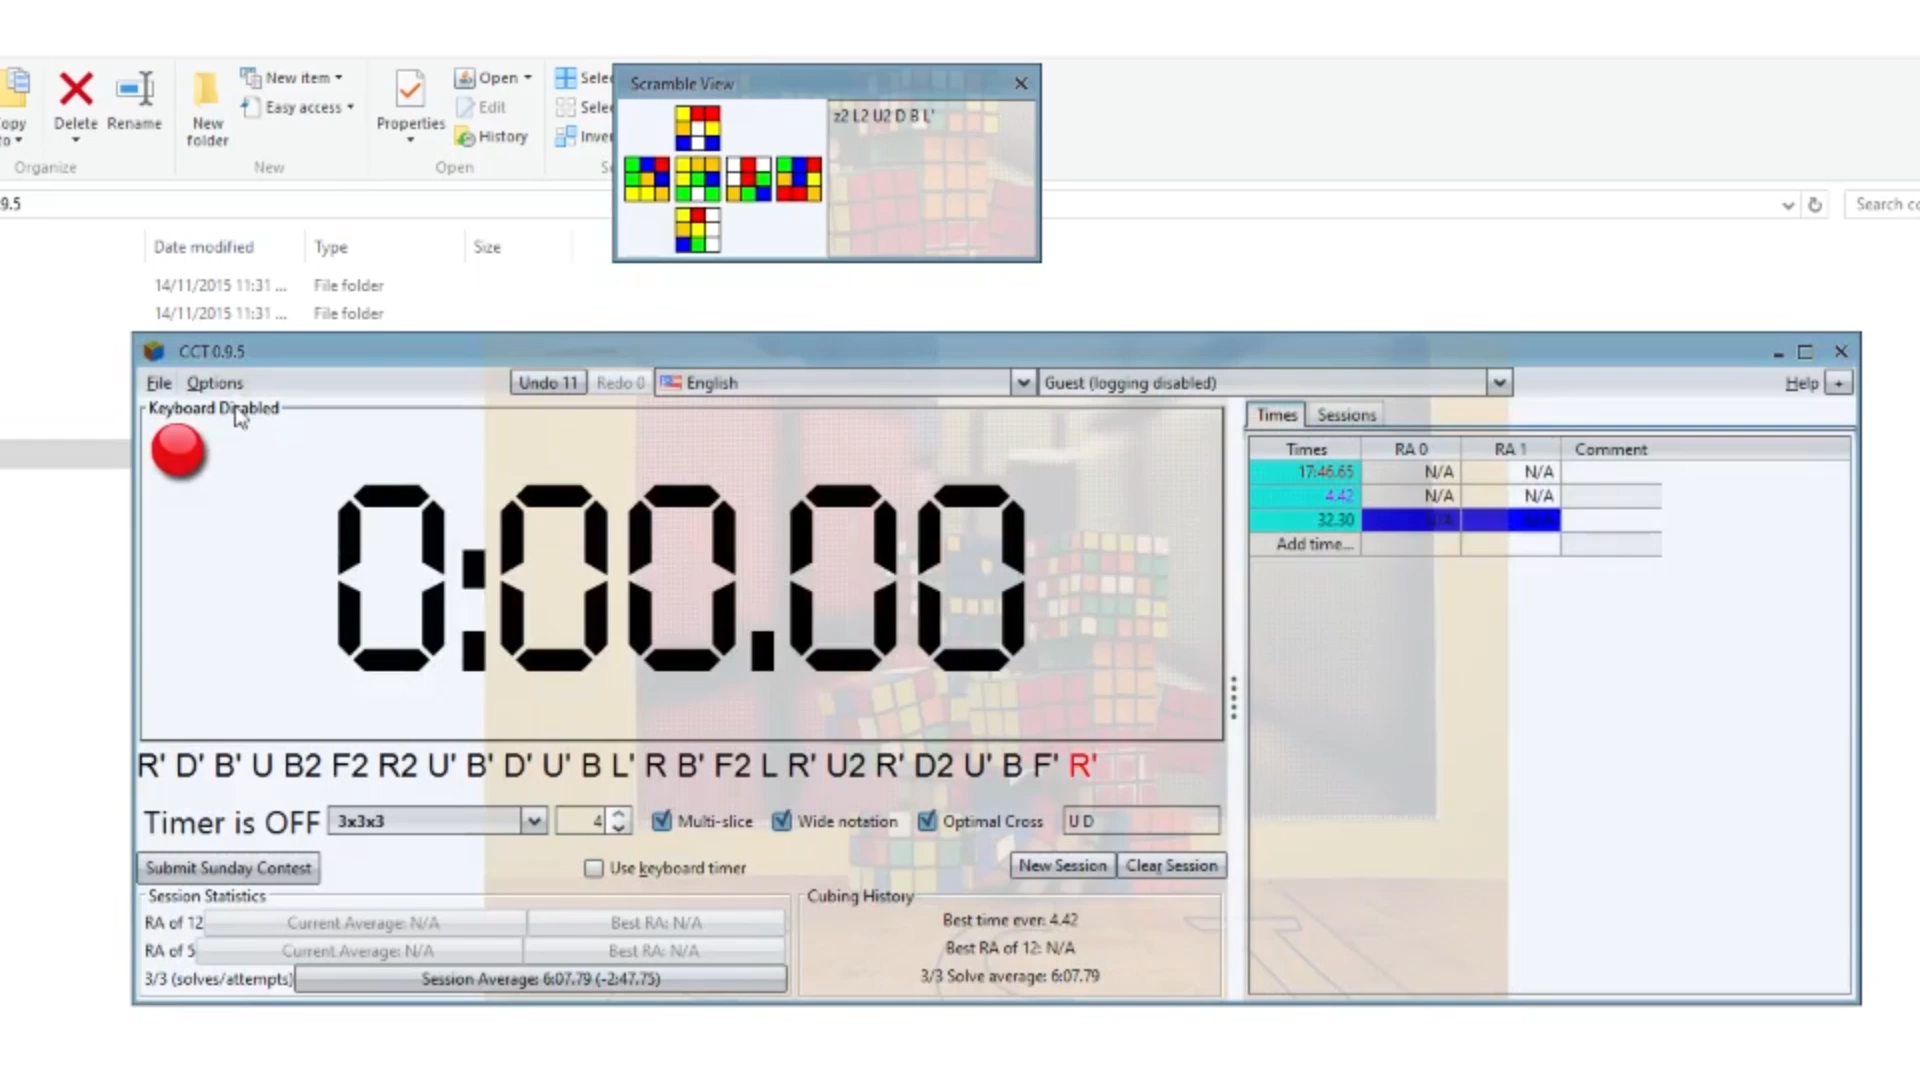 New item
Open
Selec
Scramble View
Easy access
Edit
Selec
z2 L2 U2 D B L'
opy
Delete
Rename
New
folder
Properties
History
Inver
to
Organize
New
Open
9.5
Search co
Date modified
Type
Size
14/11/2015 11:31 ...
File folder
14/11/2015 11:31 ...
File folder
CCT 0.9.5
File
Options
Undo 11
Redo 0
English
Guest (logging disabled)
Help
+
Keyboard Disabled
Times
Sessions
Times
RA 0
RA 1
Comment
17:46.65
N/A
N/A
4.42
N/A
N/A
32.30
N/A
Add time...
0:00.00
R' D' B' U B2 F2 R2 U' B' D' U' B L' R B' F2 L R' U2 R' D2 U' B F' R'
Timer is OFF
3x3x3
4
Multi-slice
Wide notation
Optimal Cross
U D
Submit Sunday Contest
Use keyboard timer
New Session
Clear Session
Session Statistics
Cubing History
RA of 12
Current Average: N/A
Best RA: N/A
Best time ever: 4.42
RA of 5
Current Average: N/A
Best RA: N/A
Best RA of 12: N/A
3/3 (solves/attempts)
Session Average: 6:07.79 (-2:47.75)
3/3 Solve average: 6:07.79